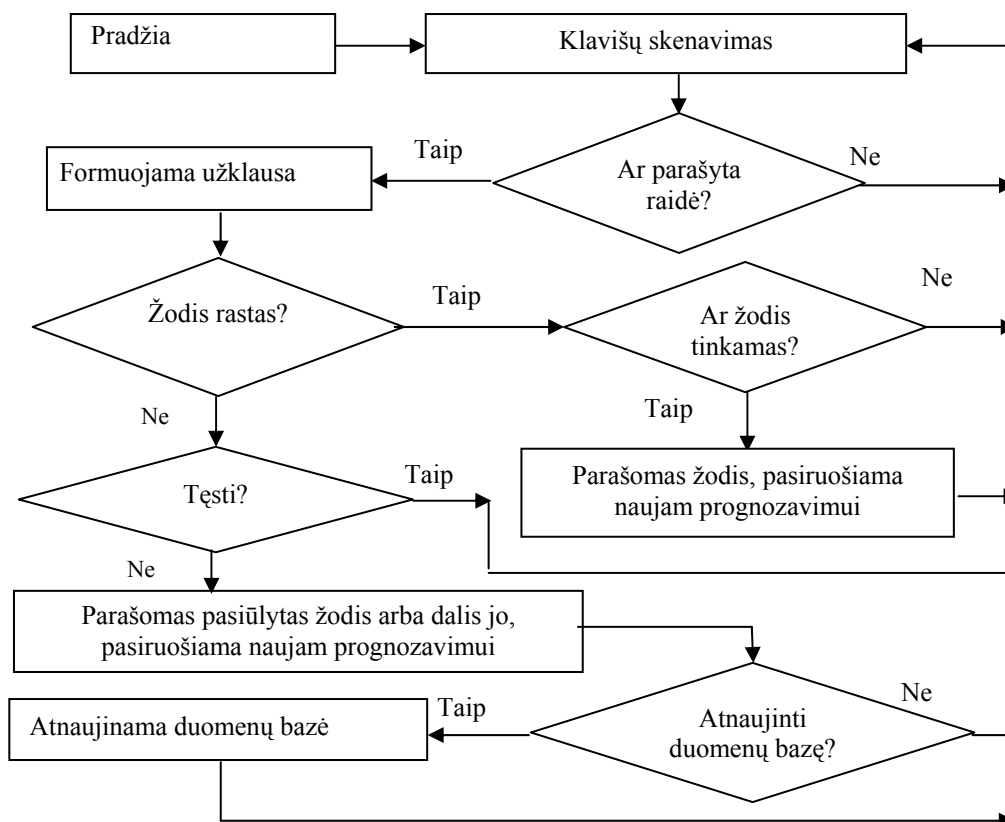 Pradžia
Klavišų skenavimas
Taip
Ne
Formuojama užklausa
Ar parašyta
raidė?
Ne
Žodis rastas?
Taip
Ar žodis
tinkamas?
Ne
Taip
Tęsti?
Taip
Parašomas žodis, pasiruošiama
naujam prognozavimui
Ne
Parašomas pasiūlytas žodis arba dalis jo,
pasiruošiama naujam prognozavimui
Ne
Taip
Atnaujinama duomenų bazė
Atnaujinti
duomenų bazę?